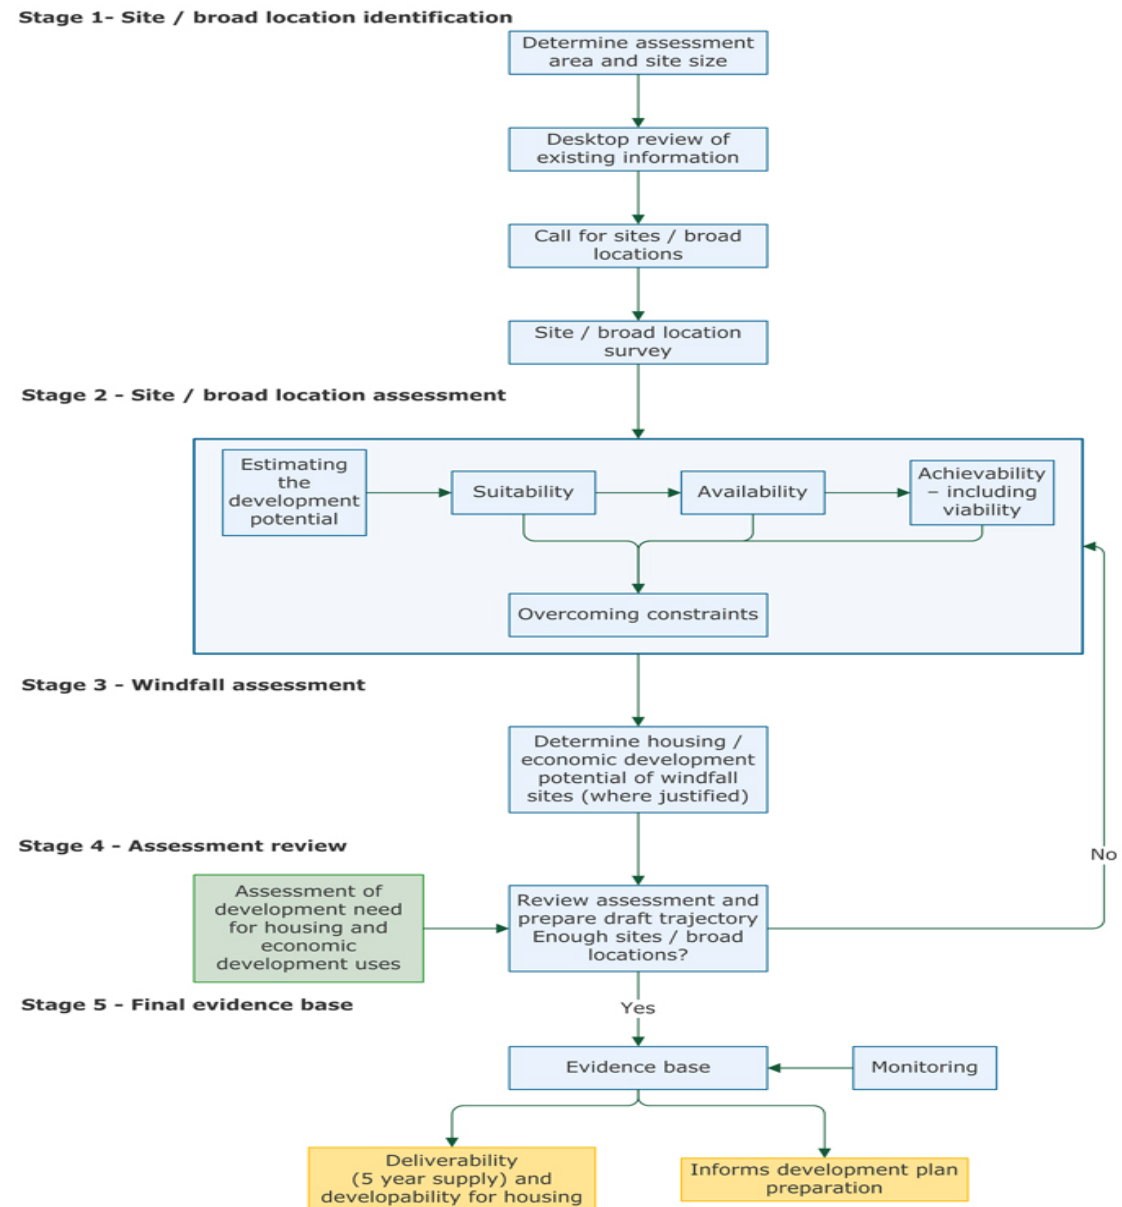 Stage 1- Site / broad location identification
Determine assessment
area and site size
Desktop review of
existing information
Call for sites / broad
locations
Site / broad location
survey
Stage 2 - Site / broad location assessment
Estimating
the
development
potential
Suitability
Availability
Achievability
– including
viability
Overcoming constraints
Stage 3 - Windfall assessment
Determine housing /
economic development
potential of windfall
sites (where justified)
Stage 4 - Assessment review
Assessment of
development need
for housing and
economic
development uses
Review assessment and
prepare draft trajectory
Enough sites / broad
locations?
No
Stage 5 - Final evidence base
Yes
Evidence base
Monitoring
Deliverability
(5 year supply) and
developability for housing
Informs development plan
preparation